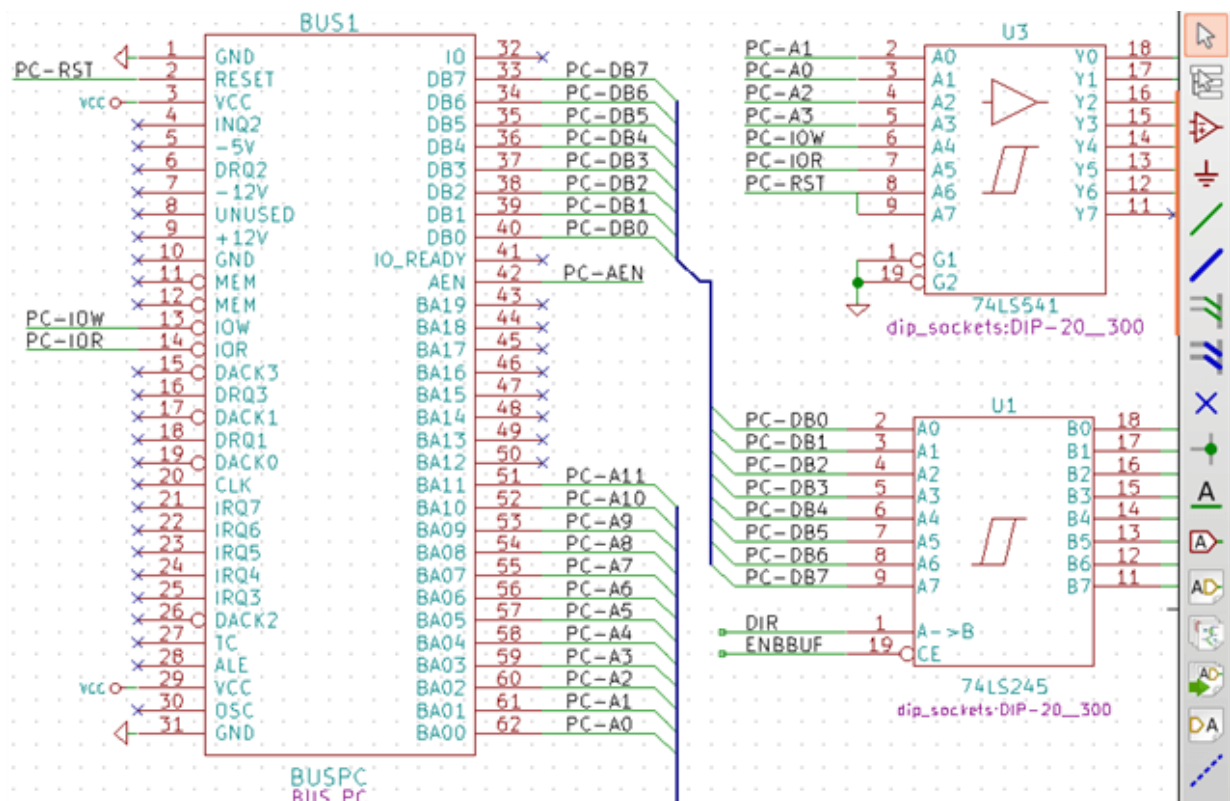 BUS1
1 GND
PC-RST 2 RESET
VCC 3 VCC
4 INQ2
5 -5V
6 DRQ2
7 -12V
8 UNUSED
9 +12V
10 GND
11 MEM
12 MEM
PC-IOW 13 IOW
PC-IOR 14 IOR
15 DACK3
16 DRQ3
17 DACK1
18 DRQ1
19 DACK0
20 CLK
21 IRQ7
22 IRQ6
23 IRQ5
24 IRQ4
25 IRQ3
26 DACK2
27 TC
28 ALE
VCC 29 VCC
30 OSC
31 GND
IO 32
DB7 33 PC-DB7
DB6 34 PC-DB6
DB5 35 PC-DB5
DB4 36 PC-DB4
DB3 37 PC-DB3
DB2 38 PC-DB2
DB1 39 PC-DB1
DB0 40 PC-DB0
IO_READY 41
AEN 42 PC-AEN
BA19 43
BA18 44
BA17 45
BA16 46
BA15 47
BA14 48
BA13 49
BA12 50
BA11 51 PC-A11
BA10 52 PC-A10
BA09 53 PC-A9
BA08 54 PC-A8
BA07 55 PC-A7
BA06 56 PC-A6
BA05 57 PC-A5
BA04 58 PC-A4
BA03 59 PC-A3
BA02 60 PC-A2
BA01 61 PC-A1
BA00 62 PC-A0
BUSPC
BUS_PC
U3
PC-A1 2 A0 Y0 18
PC-A0 3 A1 Y1 17
PC-A2 4 A2 Y2 16
PC-A3 5 A3 Y3 15
PC-IOW 6 A4 Y4 14
PC-IOR 7 A5 Y5 13
PC-RST 8 A6 Y6 12
9 A7 Y7 11
1 G1
19 G2
74LS541
dip_sockets:DIP-20__300
U1
PC-DB0 2 A0 B0 18
PC-DB1 3 A1 B1 17
PC-DB2 4 A2 B2 16
PC-DB3 5 A3 B3 15
PC-DB4 6 A4 B4 14
PC-DB5 7 A5 B5 13
PC-DB6 8 A6 B6 12
PC-DB7 9 A7 B7 11
DIR 1 A->B
ENBBUF 19 CE
74LS245
dip_sockets:DIP-20__300
A
A
AD
AD
DA